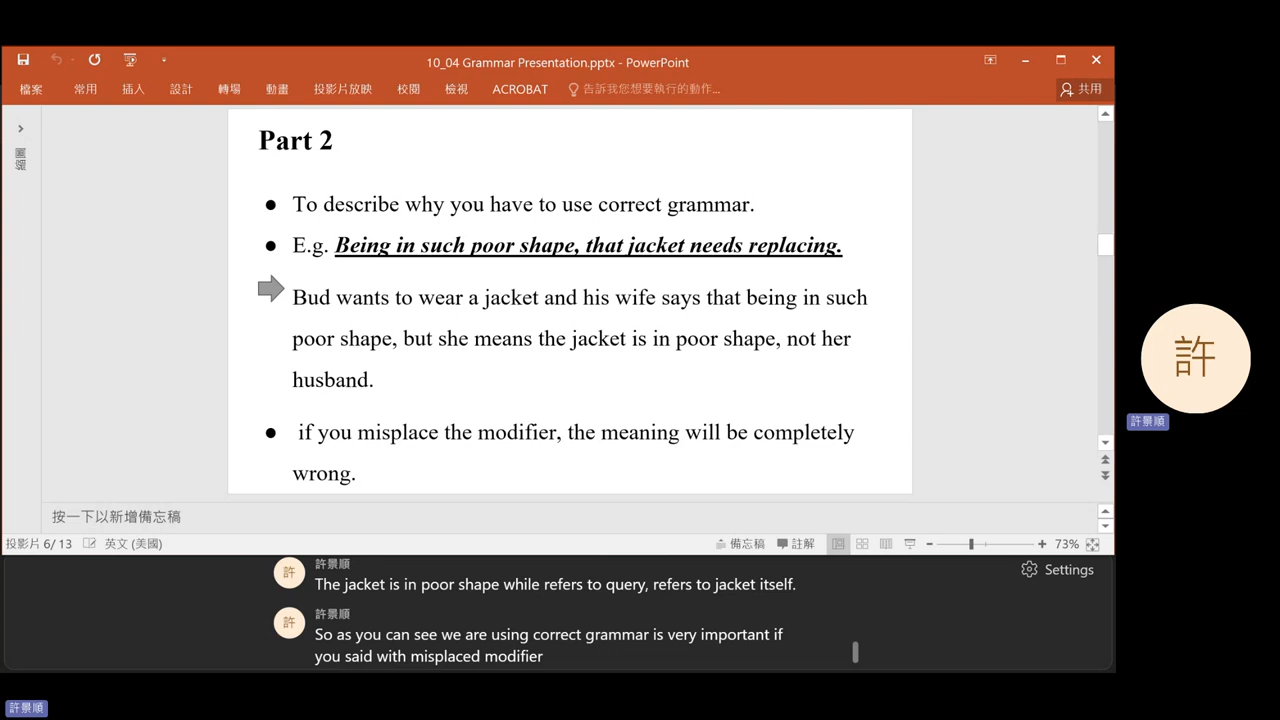 10_04 Grammar Presentation.pptx - PowerPoint
檔案 常用 插入 設計 轉場 動畫 投影片放映 校閱 檢視 ACROBAT 告訴我您想要執行的動作... 共用
Part 2
● To describe why you have to use correct grammar.
● E.g. Being in such poor shape, that jacket needs replacing.
Bud wants to wear a jacket and his wife says that being in such
poor shape, but she means the jacket is in poor shape, not her
husband.
● if you misplace the modifier, the meaning will be completely
wrong.
按一下以新增備忘稿
投影片 6/13 英文 (美國) 備忘稿 註解 73%
許
許景順
許
許景順
The jacket is in poor shape while refers to query, refers to jacket itself.
Settings
許
許景順
So as you can see we are using correct grammar is very important if
you said with misplaced modifier
許景順